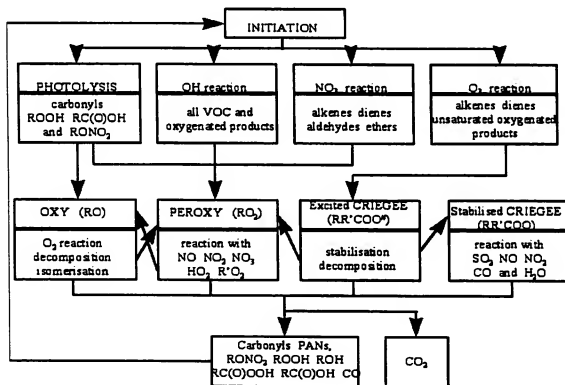 INITIATION
PHOTOLYSIS
carbonyls
ROOH RC(O)OH
and RONO2
OH reaction
all VOC and
oxygenated products
NO3 reaction
alkenes dienes
aldehydes ethers
O3 reaction
alkenes dienes
unsaturated oxygenated
products
OXY (RO)
O2 reaction
decomposition
isomerisation
PEROXY (RO2)
reaction with
NO NO2 NO3
HO2 R'O2
Excited CRIEGEE
(RR'COO#)
stabilisation
decomposition
Stabilised CRIEGEE
(RR'COO)
reaction with
SO2 NO NO2
CO and H2O
Carbonyls PANs,
RONO2 ROOH ROH
RC(O)OOH RC(O)OH CO
CO2